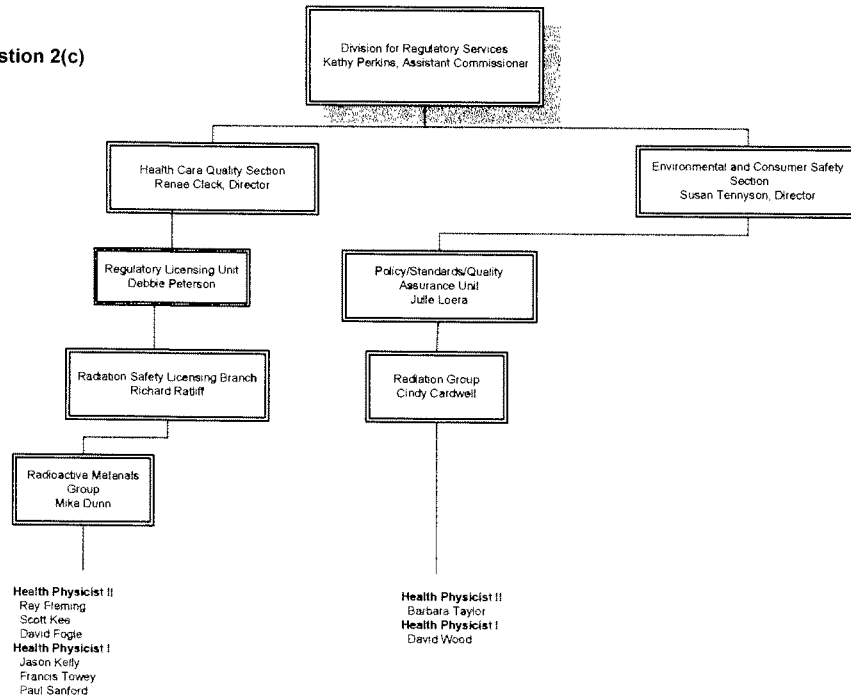 stion 2(c)
Division for Regulatory Services
Kathy Perkins, Assistant Commissioner
Health Care Quality Section
Renae Clack, Director
Environmental and Consumer Safety
Section
Susan Tennyson, Director
Regulatory Licensing Unit
Debbie Peterson
Policy/Standards/Quality
Assurance Unit
Julie Loera
Radiation Safety Licensing Branch
Richard Ratliff
Radiation Group
Cindy Cardwell
Radioactive Materials
Group
Mike Dunn
Health Physicist II
Ray Fleming
Scott Kee
David Fogle
Health Physicist I
Jason Kelly
Francis Towey
Paul Sanford
Health Physicist II
Barbara Taylor
Health Physicist I
David Wood